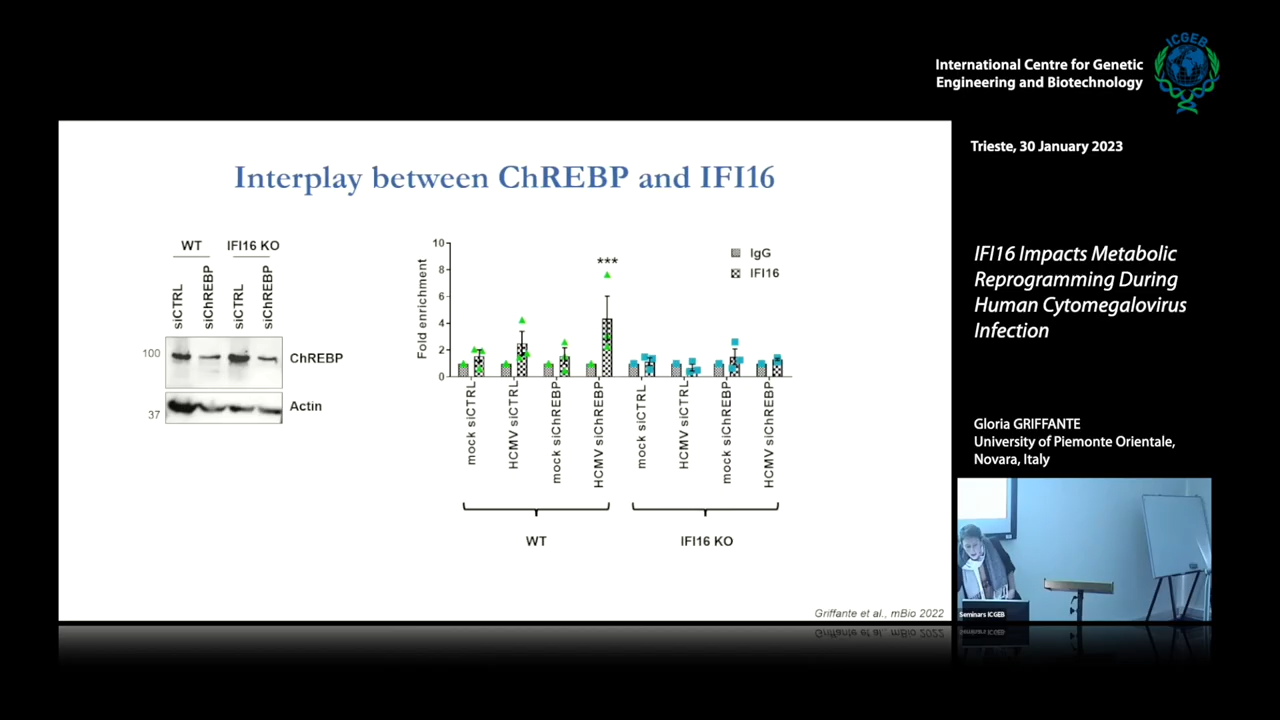 International Centre for Genetic
Engineering and Biotechnology
ICGEB
Trieste, 30 January 2023
Interplay between ChREBP and IFI16
WT
IFI16 KO
siCTRL
siChREBP
siCTRL
siChREBP
100
ChREBP
37
Actin
Fold enrichment
10
8
6
4
2
0
***
IgG
IFI16
mock siCTRL
HCMV siCTRL
mock siChREBP
HCMV siChREBP
mock siCTRL
HCMV siCTRL
mock siChREBP
HCMV siChREBP
WT
IFI16 KO
Griffante et al., mBio 2022
IFI16 Impacts Metabolic
Reprogramming During
Human Cytomegalovirus
Infection
Gloria GRIFFANTE
University of Piemonte Orientale,
Novara, Italy
Seminars ICGEB